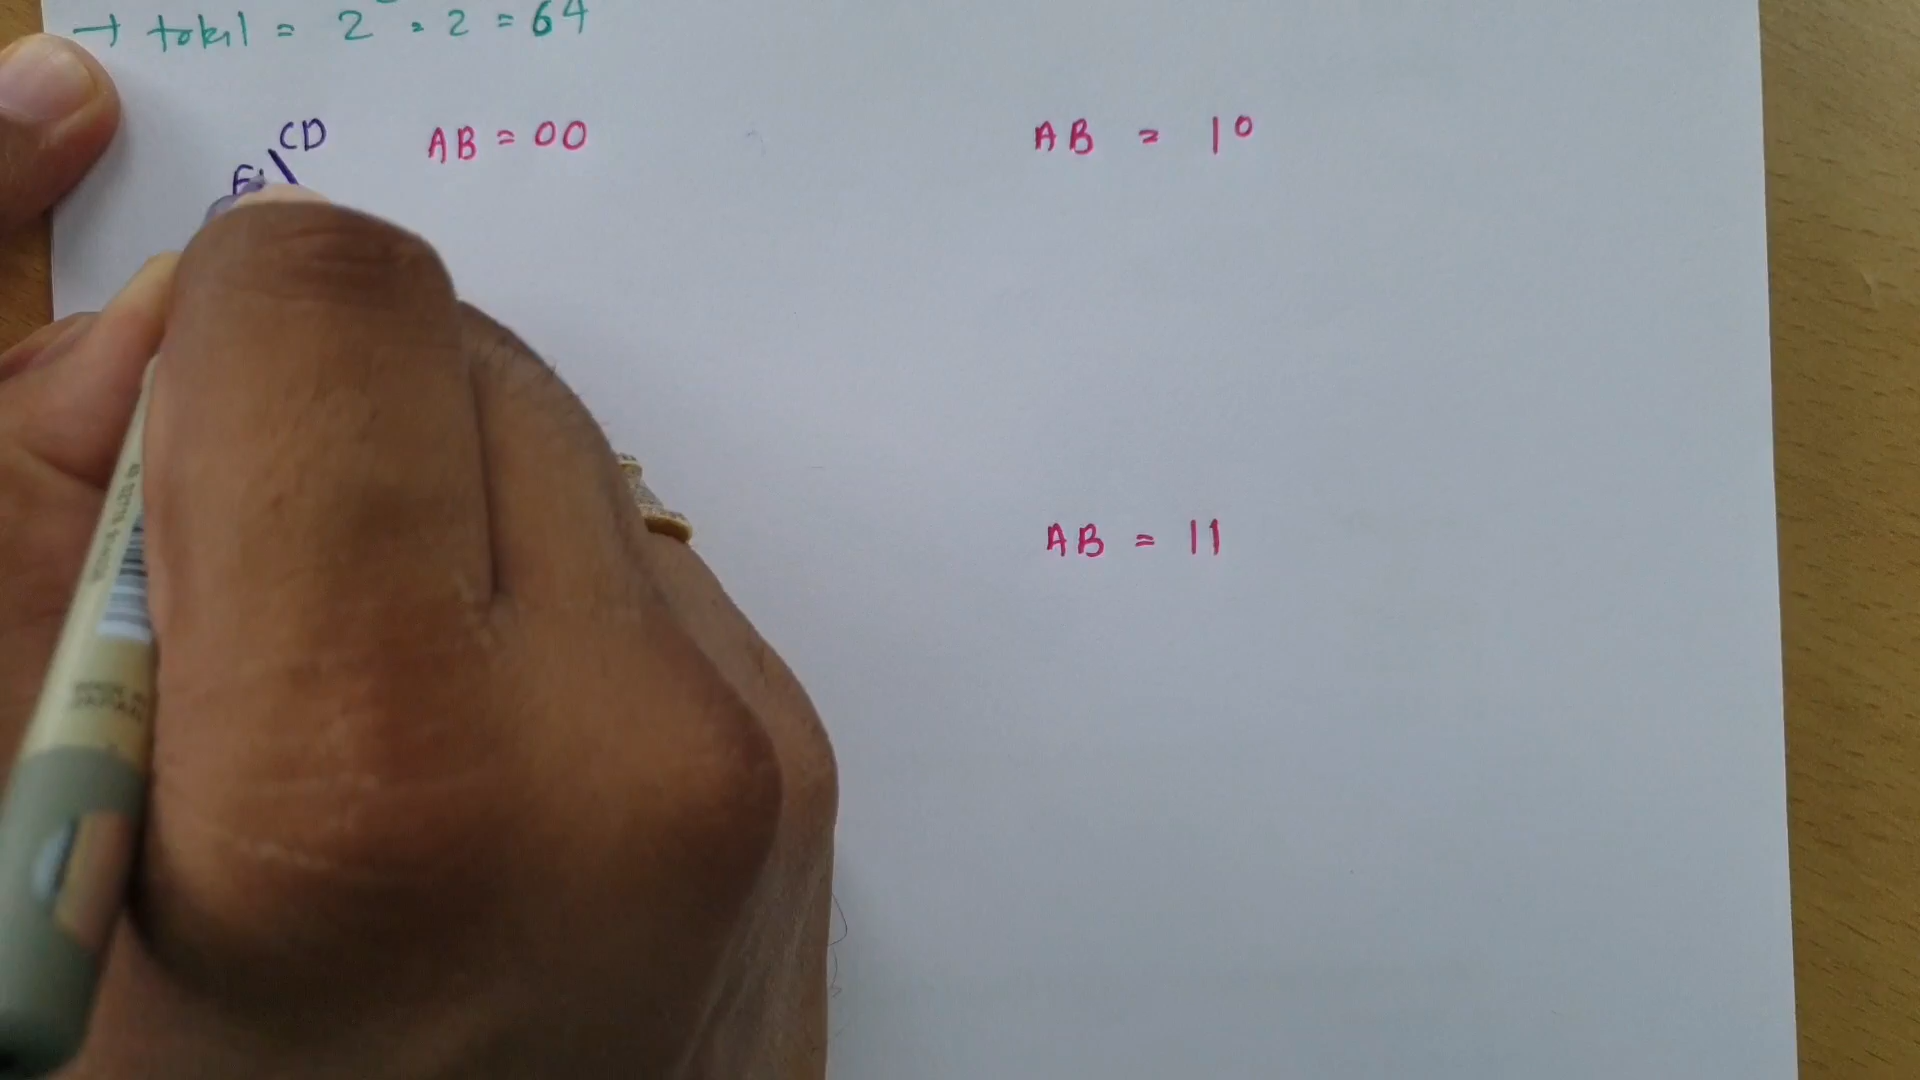 → total = 2 = 2 = 64
CD AB = 00 AB = 10
AB = 11